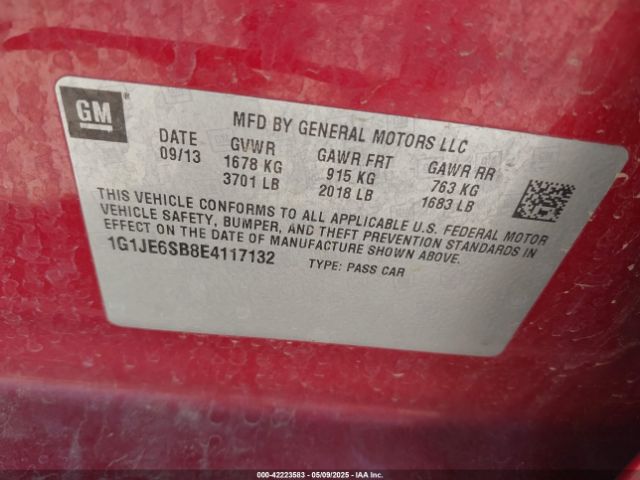 GM
MFD BY GENERAL MOTORS LLC
DATE GVWR GAWR FRT GAWR RR
09/13 1678 KG 915 KG 763 KG
3701 LB 2018 LB 1683 LB
THIS VEHICLE CONFORMS TO ALL APPLICABLE U.S. FEDERAL MOTOR
VEHICLE SAFETY, BUMPER, AND THEFT PREVENTION STANDARDS IN
EFFECT ON THE DATE OF MANUFACTURE SHOWN ABOVE.
1G1JE6SB8E4117132 TYPE: PASS CAR
000-42223583 - 05/09/2025 - IAA Inc.